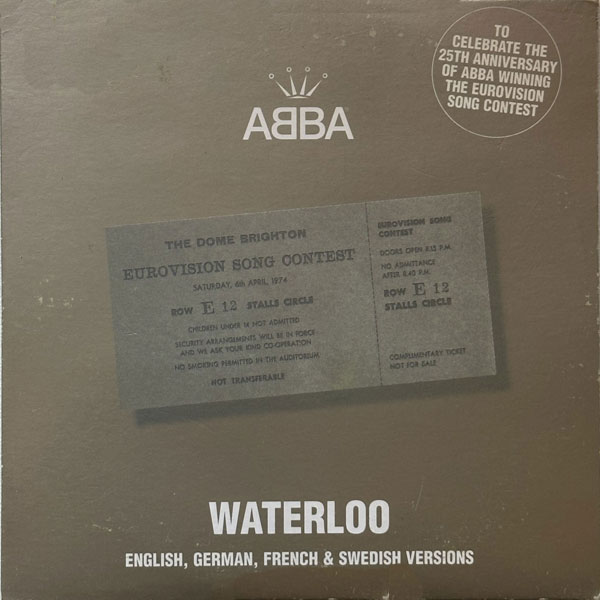 TO
CELEBRATE THE
25TH ANNIVERSARY
OF ABBA WINNING
THE EUROVISION
SONG CONTEST
AᗺBA
THE DOME BRIGHTON
EUROVISION SONG CONTEST
SATURDAY, 6th APRIL, 1974
ROW E 12 STALLS CIRCLE
CHILDREN UNDER 14 NOT ADMITTED
SECURITY ARRANGEMENTS WILL BE IN FORCE
AND WE ASK YOUR KIND CO-OPERATION
NO SMOKING PERMITTED IN THE AUDITORIUM
NOT TRANSFERABLE
EUROVISION SONG
CONTEST
DOORS OPEN 8.15 P.M.
NO ADMITTANCE
AFTER 8.40 P.M.
ROW E 12
STALLS CIRCLE
COMPLIMENTARY TICKET
NOT FOR SALE
WATERLOO
ENGLISH, GERMAN, FRENCH & SWEDISH VERSIONS